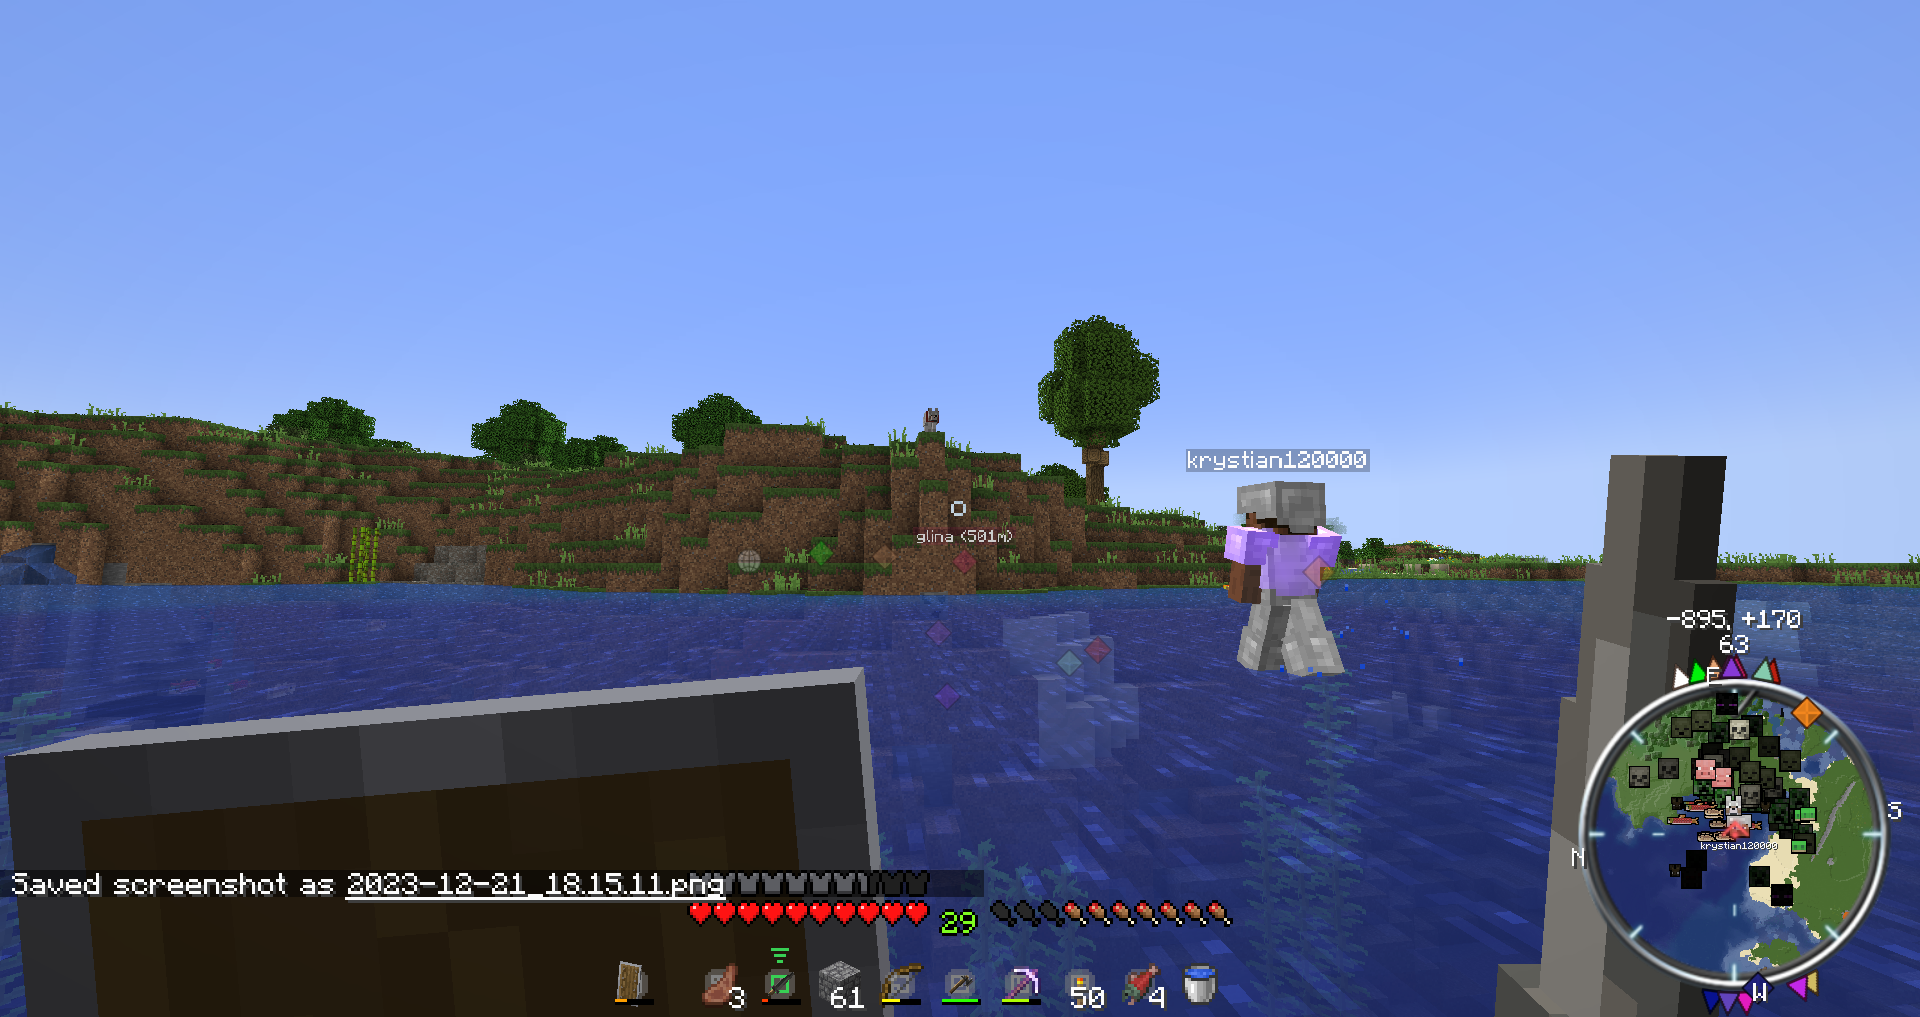 krystian120000
glina (501m)
-895, +170
63
E
S
krystian120000
N
W
Saved screenshot as 2023-12-21_18.15.11.png
29
3
61
50
4